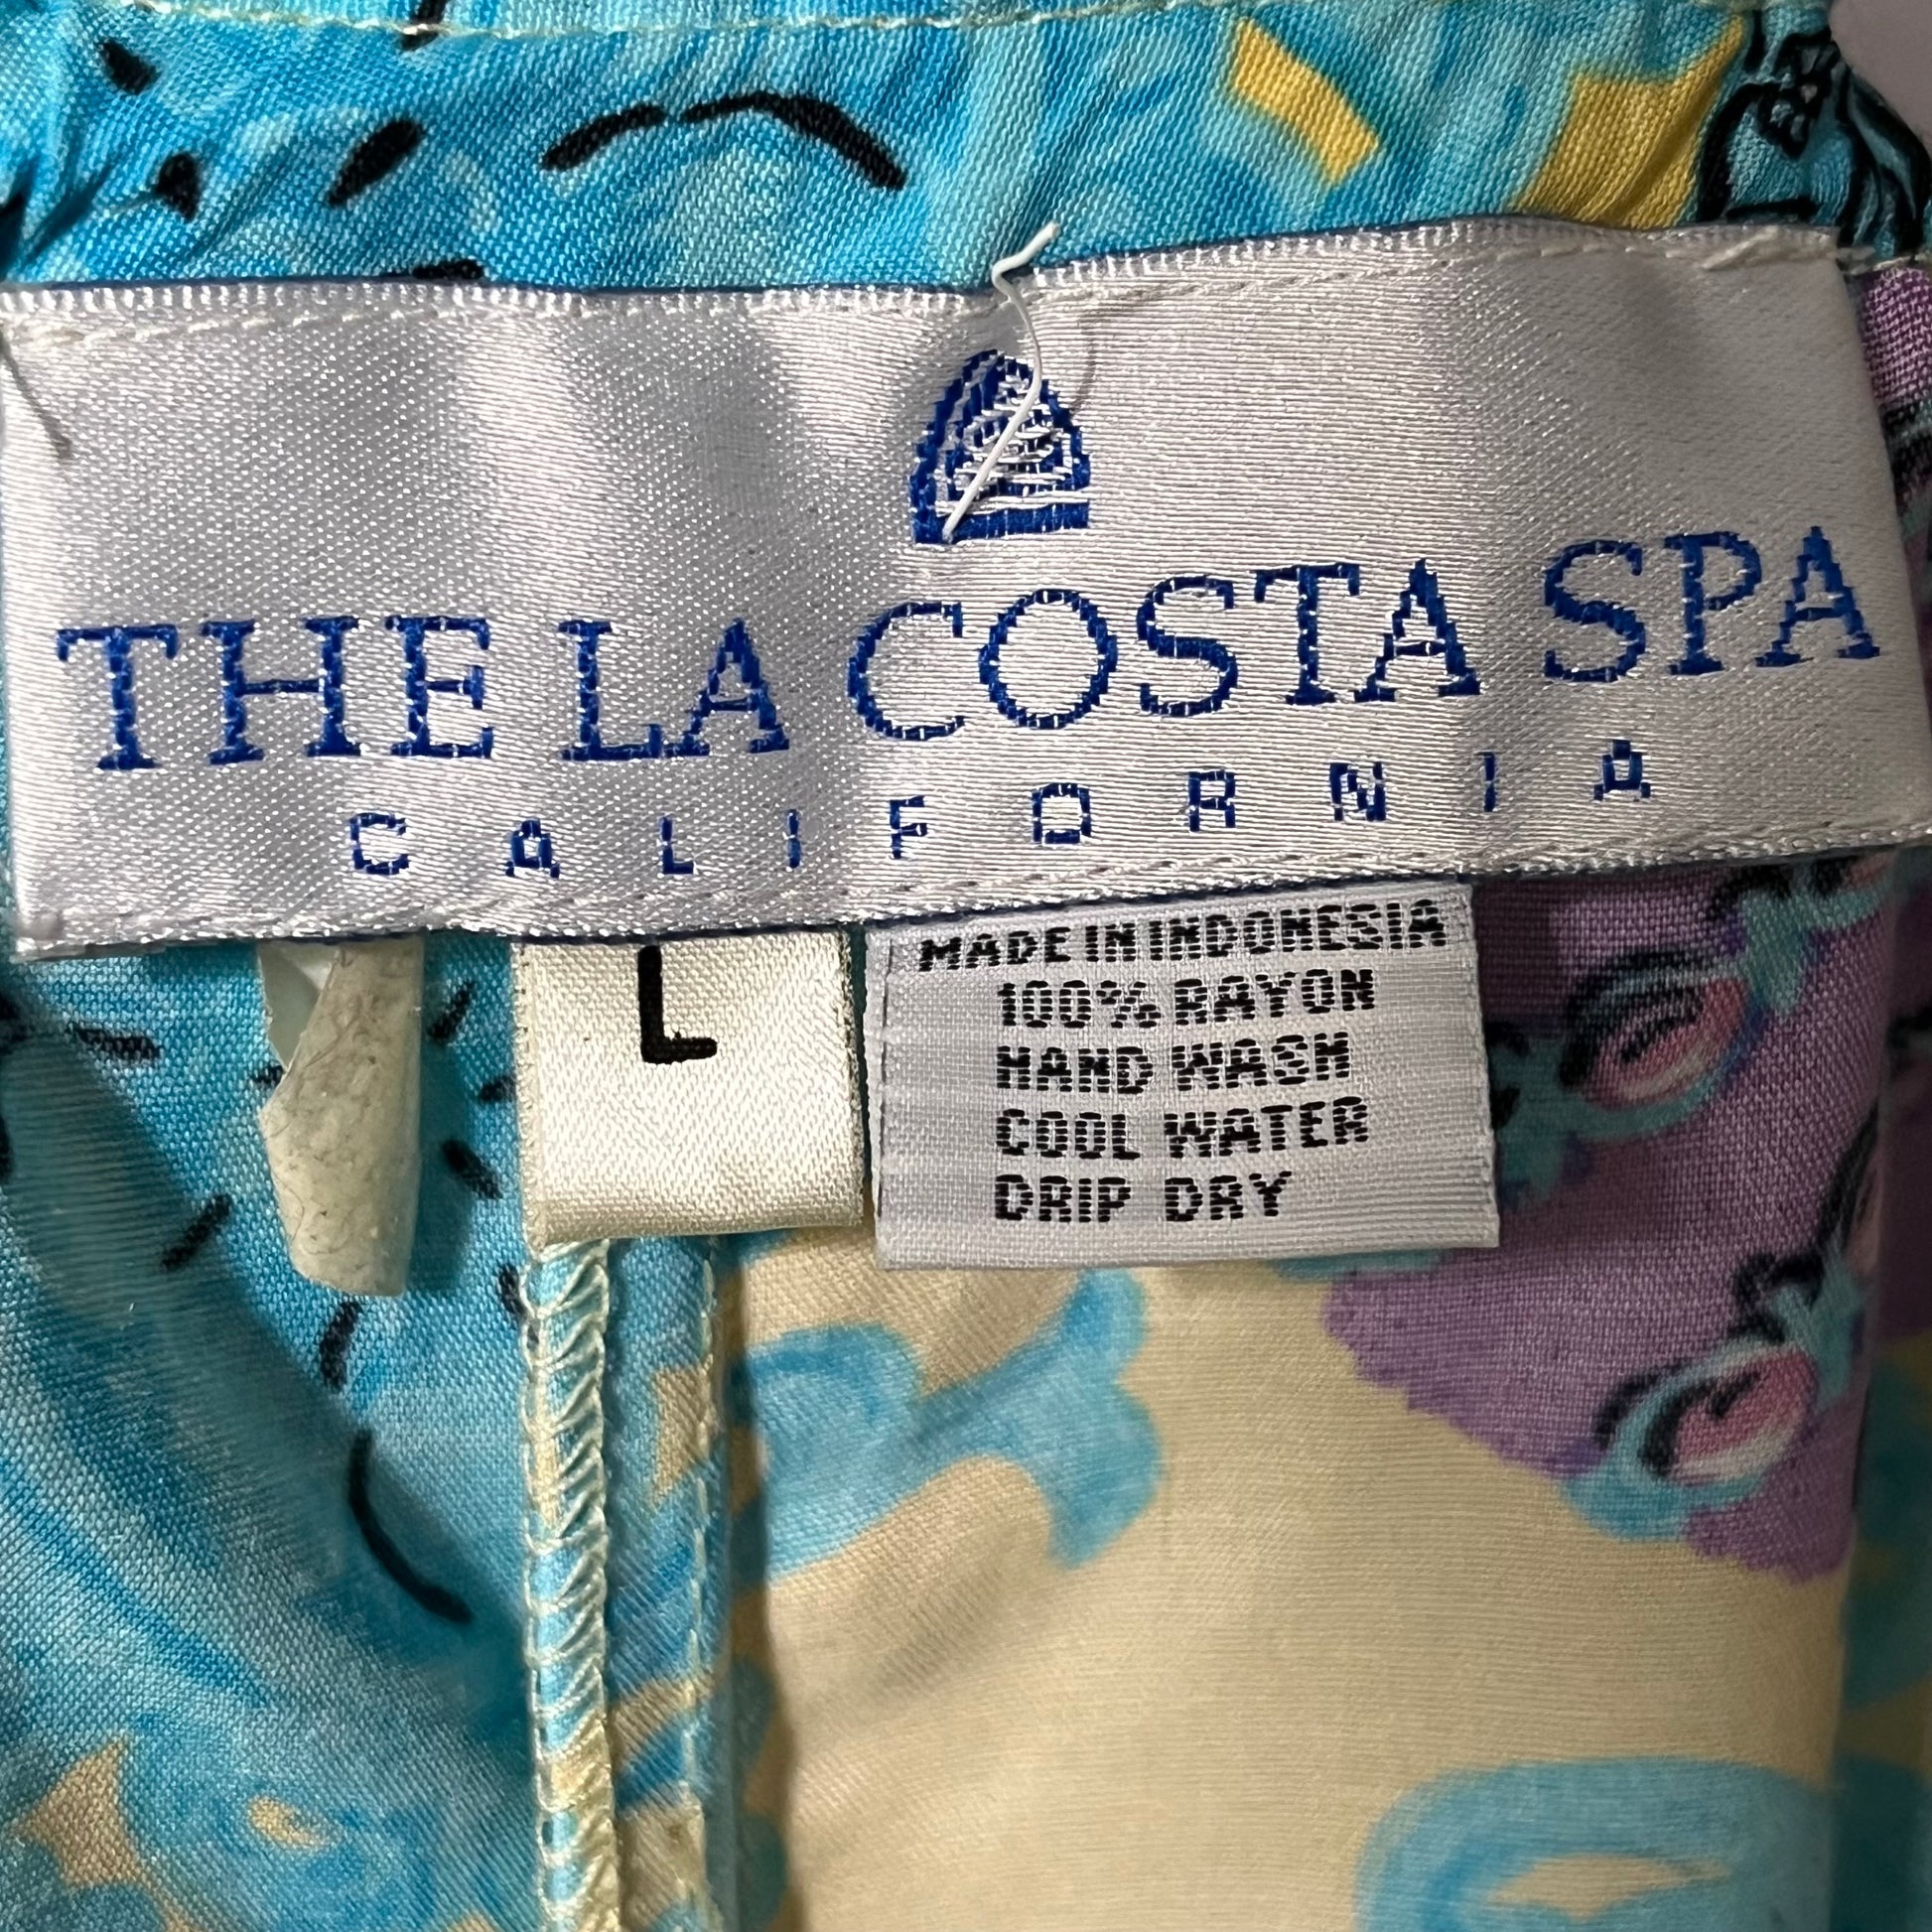 THE LA COSTA SPA
CALIFORNIA
L
MADE IN INDONESIA
100% RAYON
HAND WASH
COOL WATER
DRIP DRY